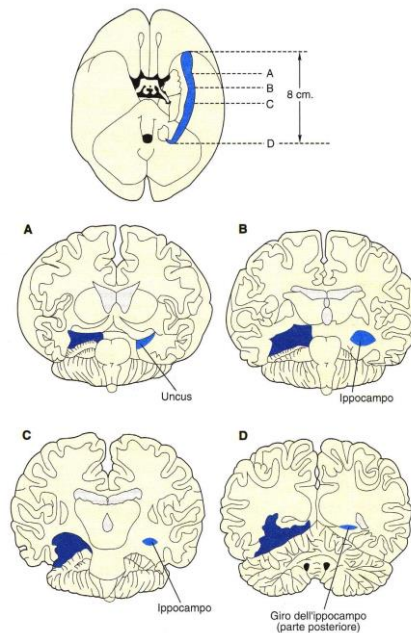 A
B
C
D
8 cm.
A
B
Uncus
Ippocampo
C
D
Ippocampo
Giro dell'ippocampo
(parte posteriore)